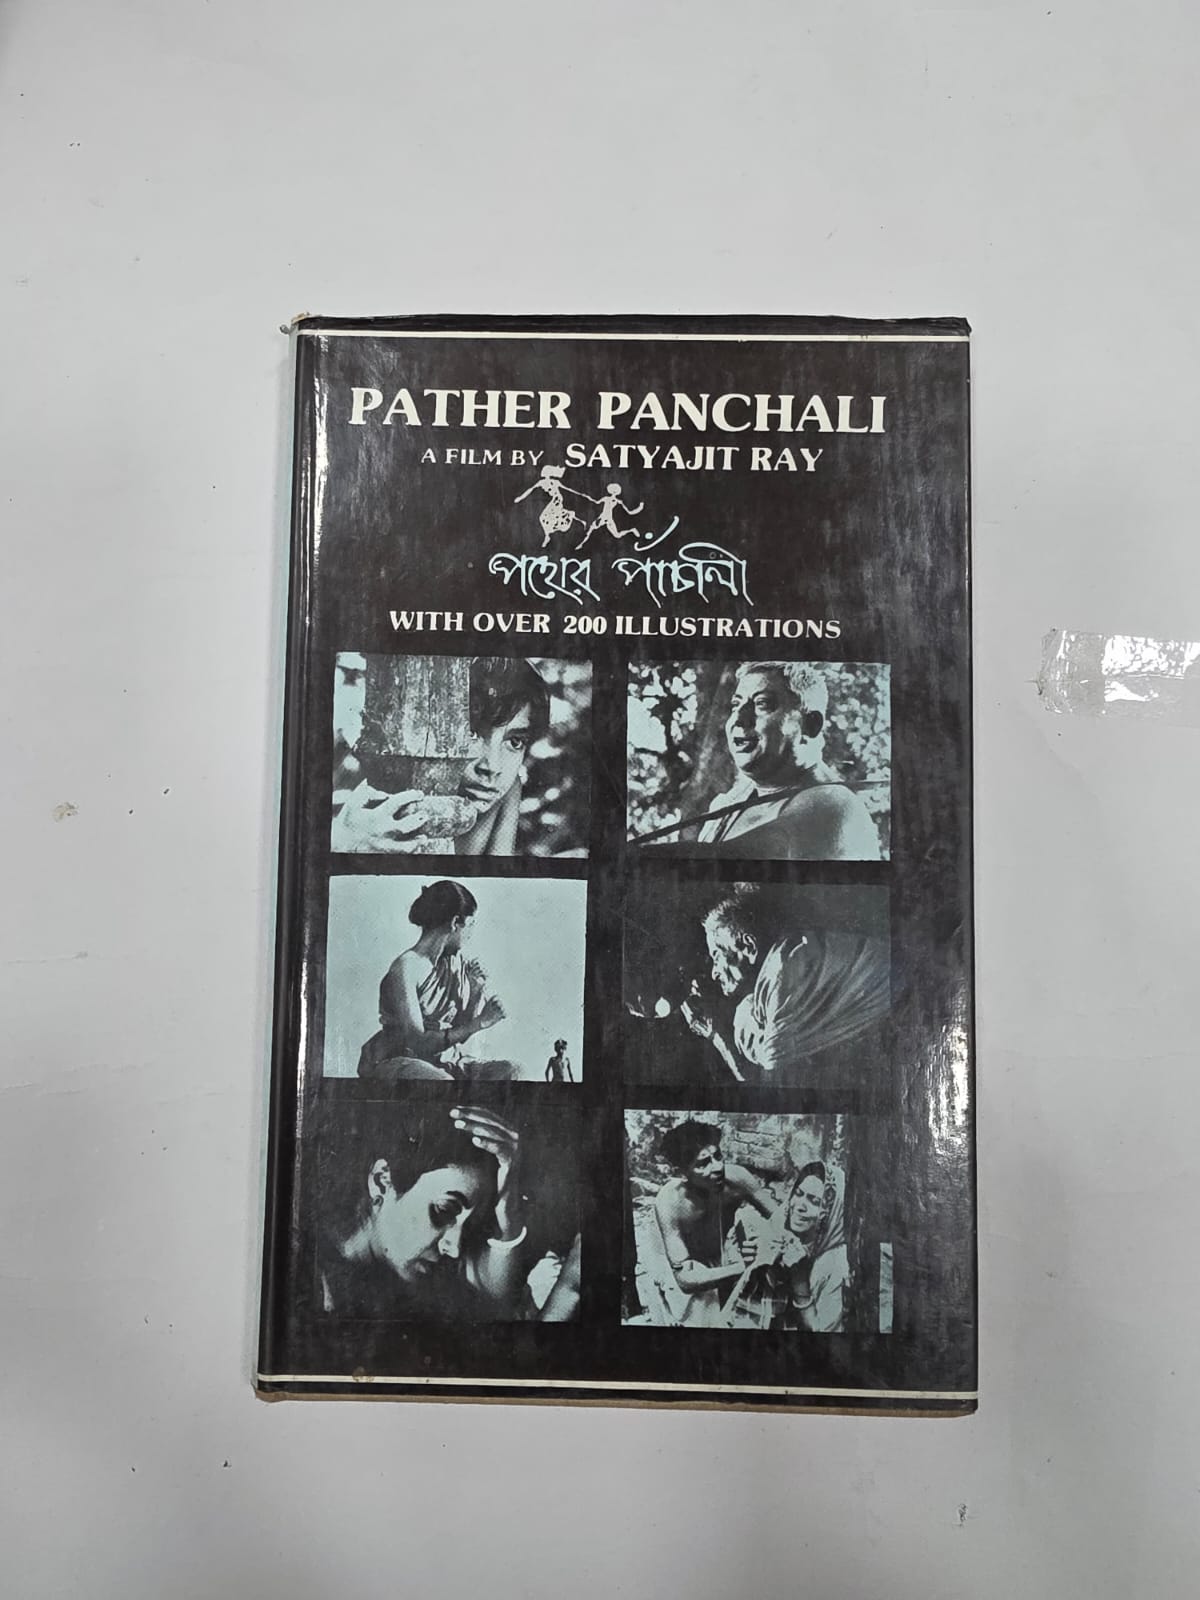 PATHER PANCHALI
A FILM BY SATYAJIT RAY
পথের পাঁচালী
WITH OVER 200 ILLUSTRATIONS